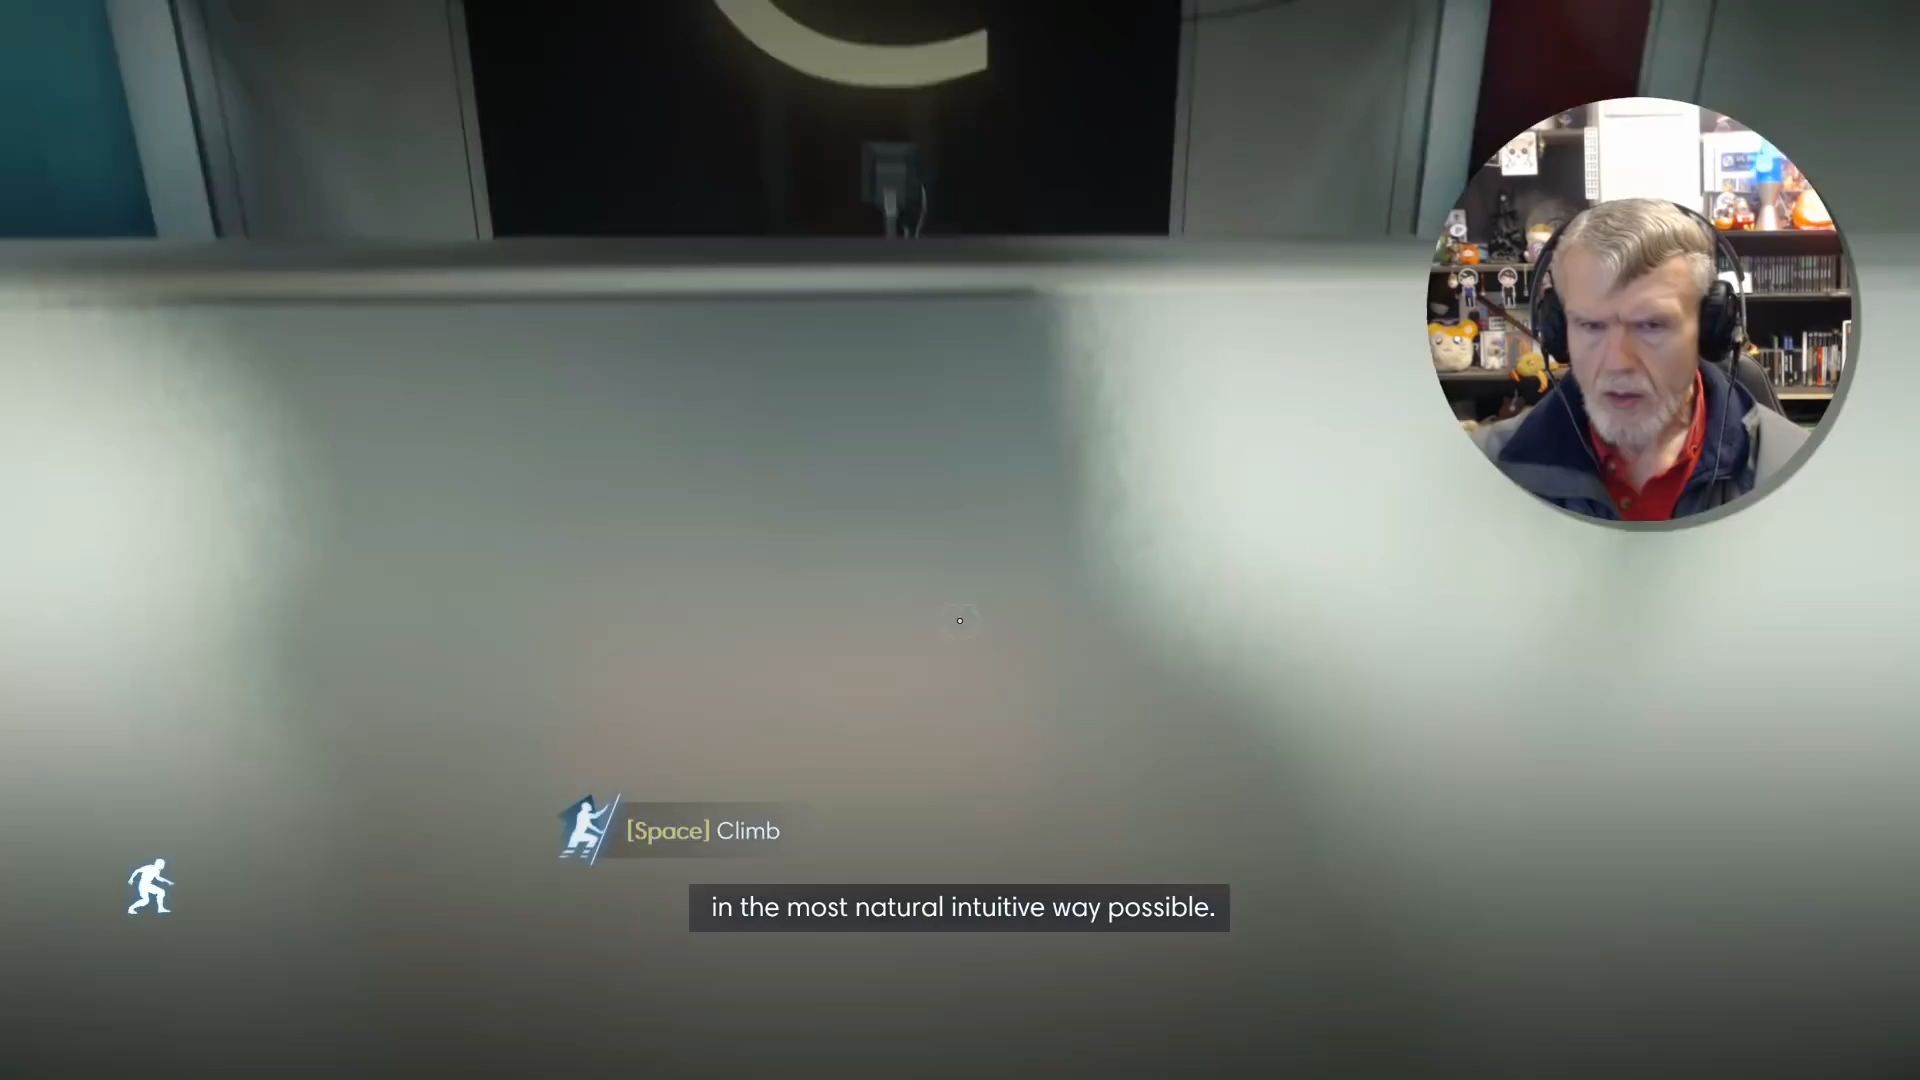 [Space] Climb
in the most natural intuitive way possible.